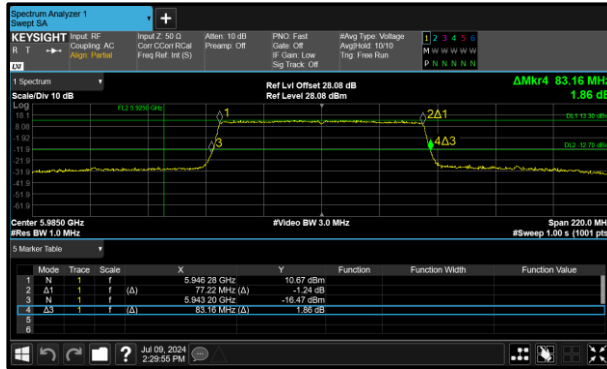 Spectrum Analyzer 1
Swept SA
+
KEYSIGHT Input: RF Input Z: 50 Ω Atten: 10 dB PNO: Fast #Avg Type: Voltage 1 2 3 4 5 6
R T Coupling: AC Corr CCorr RCal Preamp: Off Gate: Off Avg|Hold: 10/10 M W W W W W
Align: Partial Freq Ref: Int (S) IF Gain: Low Trig: Free Run
Sig Track: Off P N N N N N
LXI
1 Spectrum Ref Lvl Offset 28.08 dB ΔMkr4 83.16 MHz
Scale/Div 10 dB Ref Level 28.08 dBm 1.86 dB
Log
18.1 FL2 5.9250 GHz 1 2Δ1 DL1 13.30 dBm
8.08
-1.92
-11.9 3 4Δ3 DL2 -12.70 dBm
-21.9
-31.9
-41.9
-51.9
-61.9
Center 5.9850 GHz #Video BW 3.0 MHz Span 220.0 MH
#Res BW 1.0 MHz #Sweep 1.00 s (1001 pts
5 Marker Table
Mode Trace Scale X Y Function Function Width Function Value
1 N 1 f 5.946 28 GHz 10.67 dBm
2 Δ1 1 f (Δ) 77.22 MHz (Δ) -1.24 dB
3 N 1 f 5.943 20 GHz -16.47 dBm
4 Δ3 1 f (Δ) 83.16 MHz (Δ) 1.86 dB
5
6
? Jul 09, 2024
2:29:55 PM